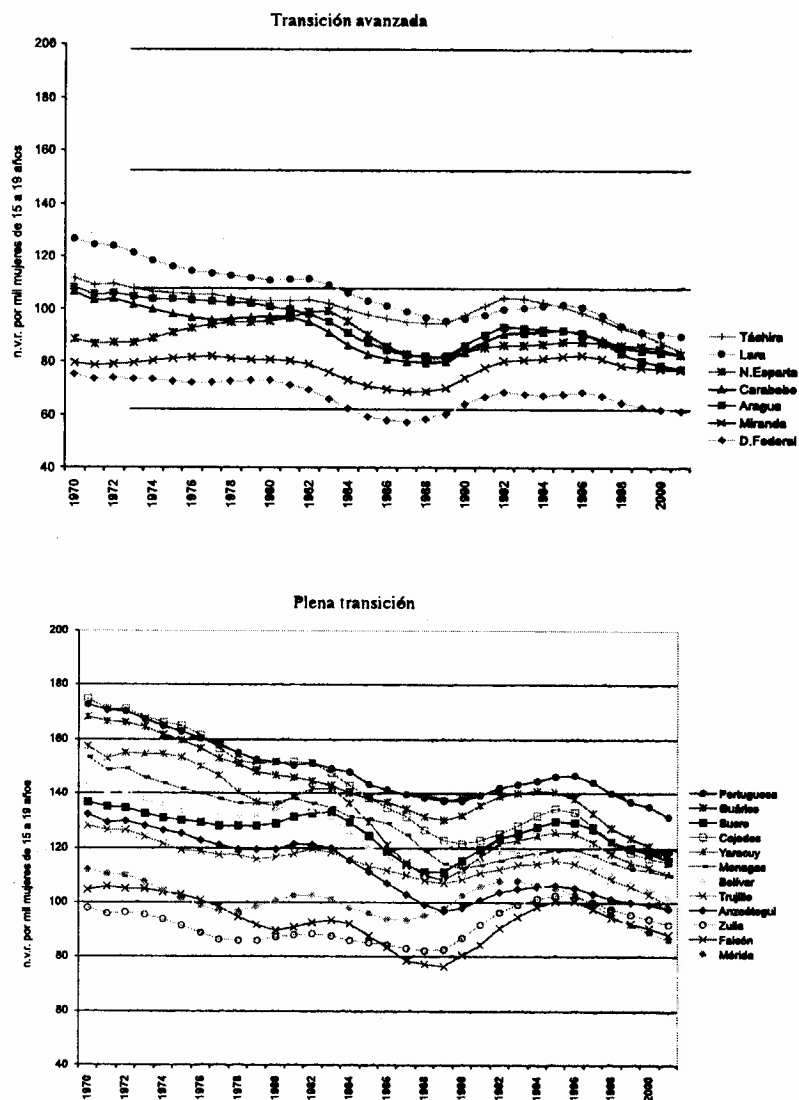 Transición avanzada
200
180
160
140
120
100
80
60
40
n.v.r. por mil mujeres de 15 a 19 años
1970
1972
1974
1976
1978
1980
1982
1984
1986
1988
1990
1992
1994
1996
1998
2000
Táchira
Lara
N.Esparta
Carabobo
Aragua
Miranda
D.Federal
Plena transición
200
180
160
140
120
100
80
60
40
n.v.r. por mil mujeres de 15 a 19 años
1970
1972
1974
1976
1978
1980
1982
1984
1986
1988
1990
1992
1994
1996
1998
2000
Portuguesa
Guárico
Sucre
Cojedes
Yaracuy
Monagas
Bolívar
Trujillo
Anzoátegui
Zulia
Falcón
Mérida